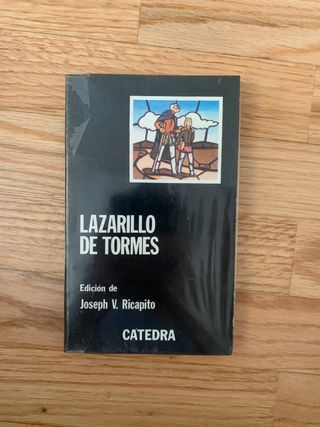 LAZARILLO
DE TORMES
Edición de
Joseph V. Ricapito
CATEDRA